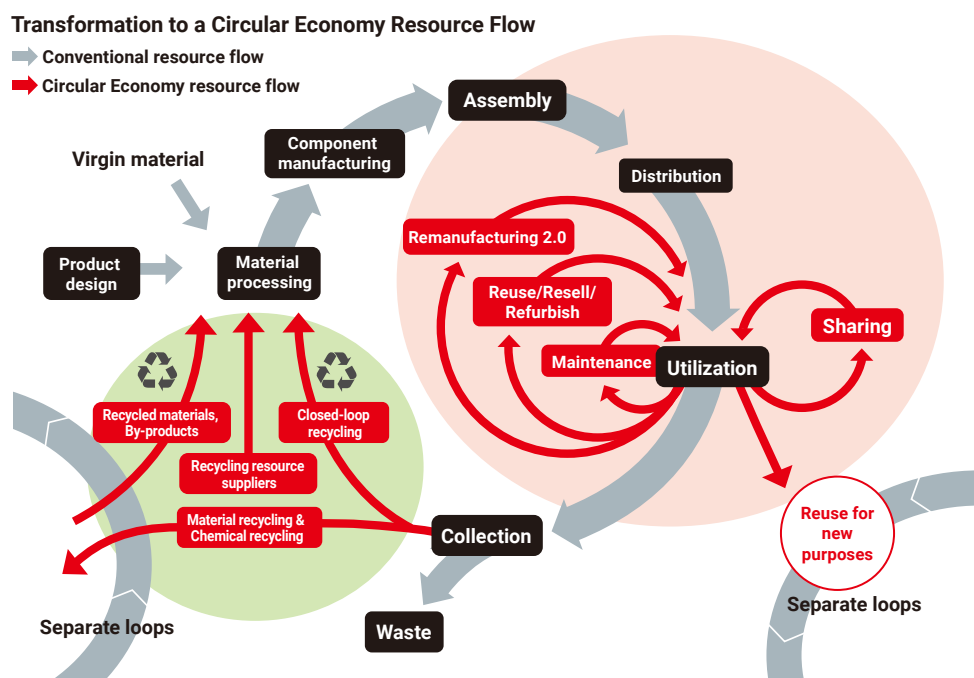 Transformation to a Circular Economy Resource Flow
Conventional resource flow
Circular Economy resource flow
Assembly
Component
manufacturing
Virgin material
Distribution
Remanufacturing 2.0
Product
design
Material
processing
Reuse/Resell/
Refurbish
Sharing
Maintenance
Utilization
Recycled materials,
By-products
Closed-loop
recycling
Recycling resource
suppliers
Material recycling &
Chemical recycling
Collection
Reuse for
new
purposes
Separate loops
Separate loops
Waste